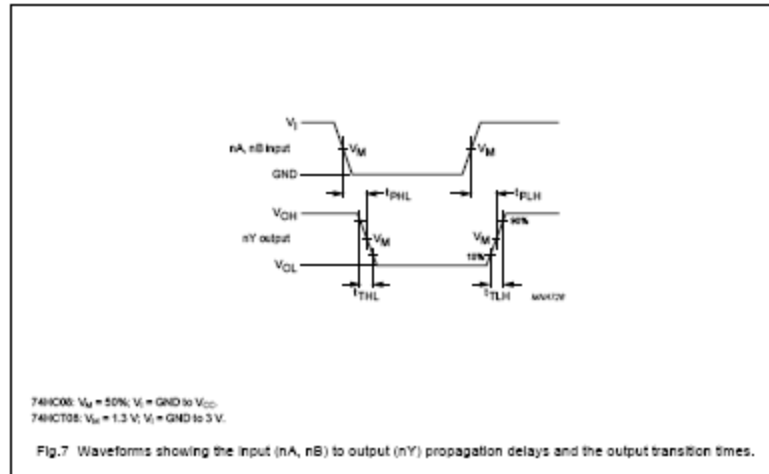 VI
nA, nB input
VM
VM
GND
tPHL
tPLH
VOH
90%
nY output
VM
VM
10%
VOL
tTHL
tTLH
74HC08: VM = 50%; VI = GND to VCC.
74HCT08: VM = 1.3 V; VI = GND to 3 V.
Fig.7 Waveforms showing the input (nA, nB) to output (nY) propagation delays and the output transition times.